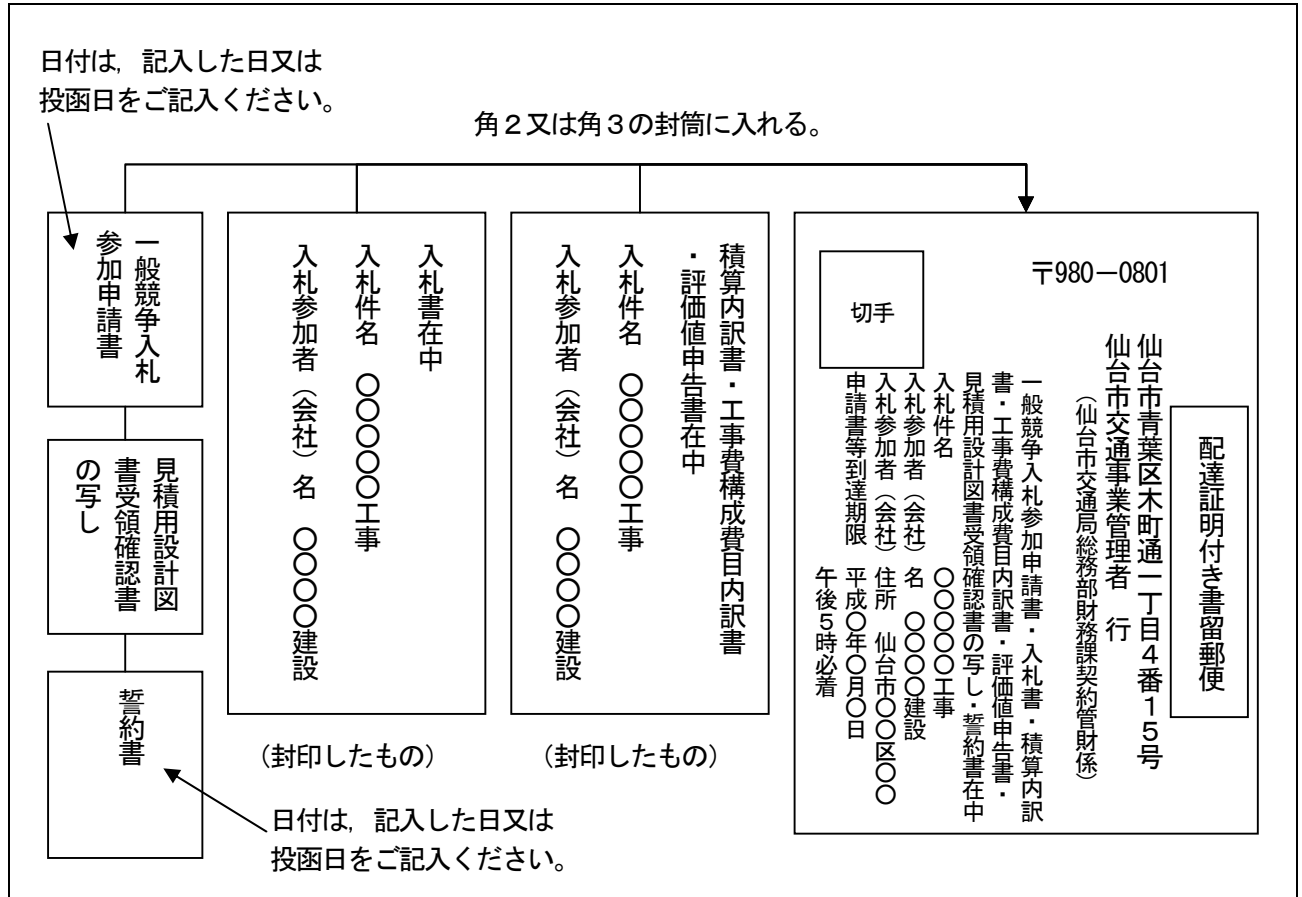 日付は，記入した日又は
投函日をご記入ください。
角２又は角３の封筒に入れる。
一般競争入札
参加申請書
見積用設計図
書受領確認書
の写し
誓約書
日付は，記入した日又は
投函日をご記入ください。
入札書在中
入札件名　○○○○○工事
入札参加者（会社）名　○○○○建設
（封印したもの）
積算内訳書・工事費構成費目内訳書
・評価値申告書在中
入札件名　○○○○○工事
入札参加者（会社）名　○○○○建設
（封印したもの）
配達証明付き書留郵便
〒980－0801
仙台市青葉区木町通一丁目４番１５号
仙台市交通事業管理者　行
（仙台市交通局総務部財務課契約管財係）
切手
一般競争入札参加申請書・入札書・積算内訳
書・工事費構成費目内訳書・評価値申告書・
見積用設計図書受領確認書の写し・誓約書在中
入札件名　○○○○○工事
入札参加者（会社）名　○○○○建設
入札参加者（会社）住所　仙台市○○区○○
申請書等到達期限　平成○年○月○日
午後５時必着